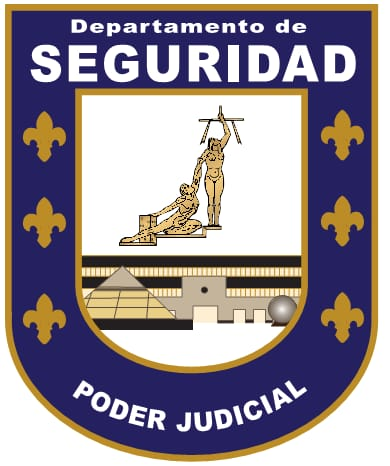 Departamento de
SEGURIDAD
PODER JUDICIAL